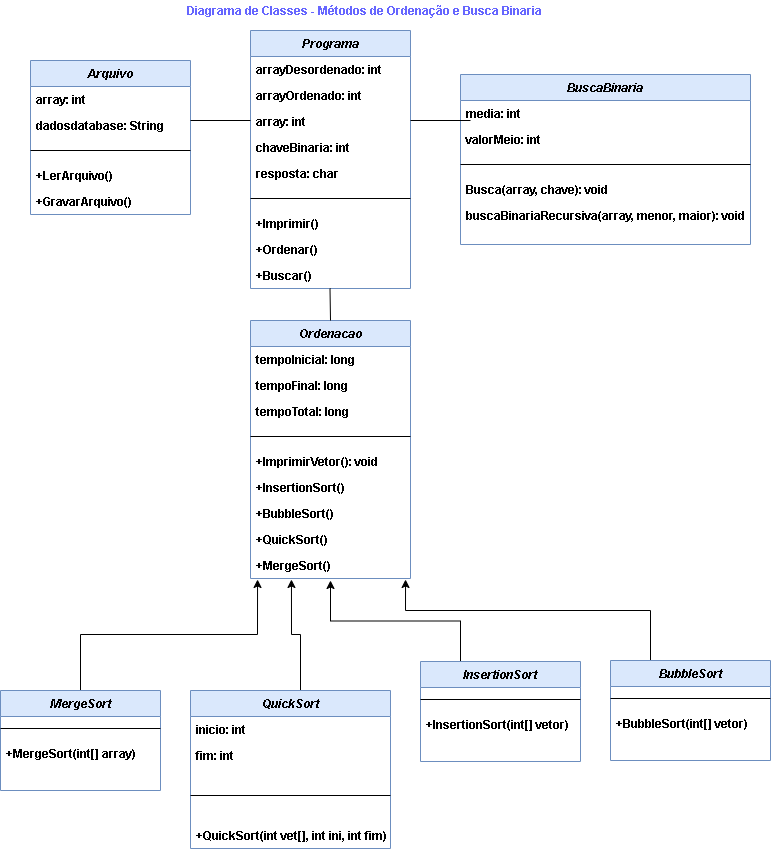 Diagrama de Classes - Métodos de Ordenação e Busca Binaria
Arquivo
array: int
dadosdatabase: String
+LerArquivo()
+GravarArquivo()
Programa
arrayDesordenado: int
arrayOrdenado: int
array: int
chaveBinaria: int
resposta: char
+Imprimir()
+Ordenar()
+Buscar()
BuscaBinaria
media: int
valorMeio: int
Busca(array, chave): void
buscaBinariaRecursiva(array, menor, maior): void
Ordenacao
tempoInicial: long
tempoFinal: long
tempoTotal: long
+ImprimirVetor(): void
+InsertionSort()
+BubbleSort()
+QuickSort()
+MergeSort()
MergeSort
+MergeSort(int[] array)
QuickSort
inicio: int
fim: int
+QuickSort(int vet[], int ini, int fim)
InsertionSort
+InsertionSort(int[] vetor)
BubbleSort
+BubbleSort(int[] vetor)